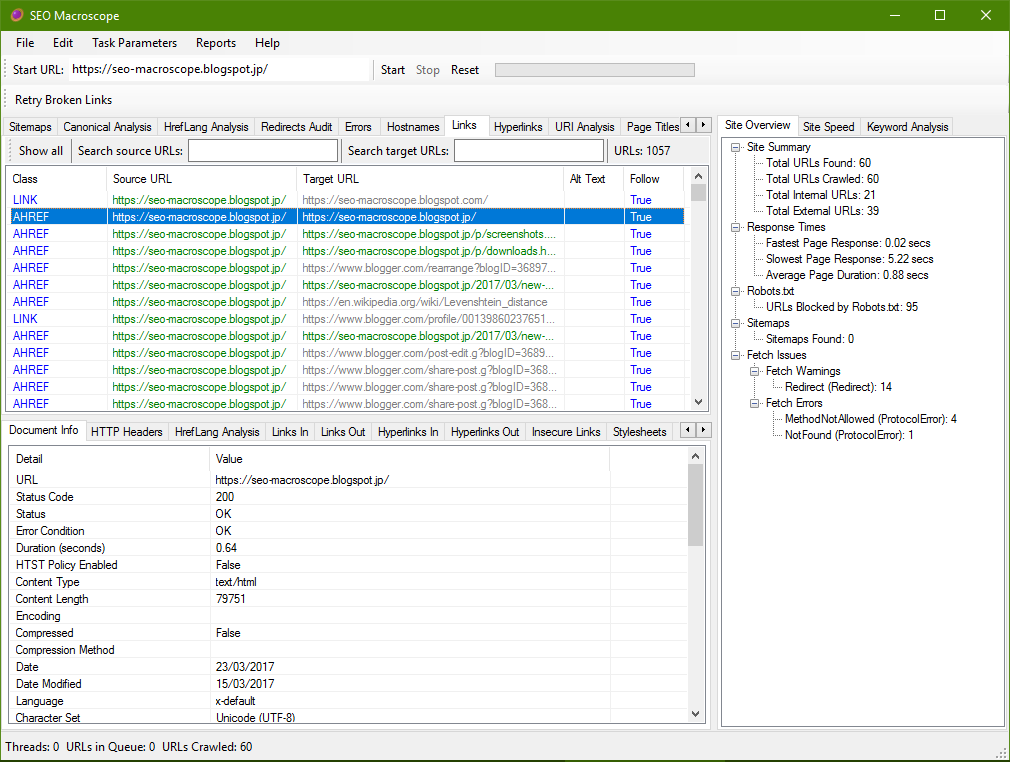 SEO Macroscope
File Edit Task Parameters Reports Help
Start URL: https://seo-macroscope.blogspot.jp/ Start Stop Reset
Retry Broken Links
Sitemaps Canonical Analysis HrefLang Analysis Redirects Audit Errors Hostnames Links Hyperlinks URI Analysis Page Titles
Show all Search source URLs: Search target URLs: URLs: 1057
Class Source URL Target URL Alt Text Follow
LINK https://seo-macroscope.blogspot.jp/ https://seo-macroscope.blogspot.com/ True
AHREF https://seo-macroscope.blogspot.jp/ https://seo-macroscope.blogspot.jp/ True
AHREF https://seo-macroscope.blogspot.jp/ https://seo-macroscope.blogspot.jp/p/screenshots.... True
AHREF https://seo-macroscope.blogspot.jp/ https://seo-macroscope.blogspot.jp/p/downloads.h... True
AHREF https://seo-macroscope.blogspot.jp/ https://www.blogger.com/rearrange?blogID=36897... True
AHREF https://seo-macroscope.blogspot.jp/ https://seo-macroscope.blogspot.jp/2017/03/new-... True
AHREF https://seo-macroscope.blogspot.jp/ https://en.wikipedia.org/wiki/Levenshtein_distance True
LINK https://seo-macroscope.blogspot.jp/ https://www.blogger.com/profile/00139860237651... True
AHREF https://seo-macroscope.blogspot.jp/ https://seo-macroscope.blogspot.jp/2017/03/new-... True
AHREF https://seo-macroscope.blogspot.jp/ https://www.blogger.com/post-edit.g?blogID=3689... True
AHREF https://seo-macroscope.blogspot.jp/ https://www.blogger.com/share-post.g?blogID=368... True
AHREF https://seo-macroscope.blogspot.jp/ https://www.blogger.com/share-post.g?blogID=368... True
AHREF https://seo-macroscope.blogspot.jp/ https://www.blogger.com/share-post.g?blogID=368... True
Document Info HTTP Headers HrefLang Analysis Links In Links Out Hyperlinks In Hyperlinks Out Insecure Links Stylesheets
Detail Value
URL https://seo-macroscope.blogspot.jp/
Status Code 200
Status OK
Error Condition OK
Duration (seconds) 0.64
HTST Policy Enabled False
Content Type text/html
Content Length 79751
Encoding
Compressed False
Compression Method
Date 23/03/2017
Date Modified 15/03/2017
Language x-default
Character Set Unicode (UTF-8)
Site Overview Site Speed Keyword Analysis
Site Summary
Total URLs Found: 60
Total URLs Crawled: 60
Total Internal URLs: 21
Total External URLs: 39
Response Times
Fastest Page Response: 0.02 secs
Slowest Page Response: 5.22 secs
Average Page Duration: 0.88 secs
Robots.txt
URLs Blocked by Robots.txt: 95
Sitemaps
Sitemaps Found: 0
Fetch Issues
Fetch Warnings
Redirect (Redirect): 14
Fetch Errors
MethodNotAllowed (ProtocolError): 4
NotFound (ProtocolError): 1
Threads: 0 URLs in Queue: 0 URLs Crawled: 60